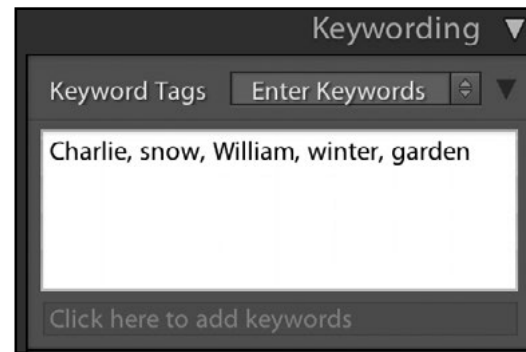 Keywording
Keyword Tags Enter Keywords
Charlie, snow, William, winter, garden
Click here to add keywords